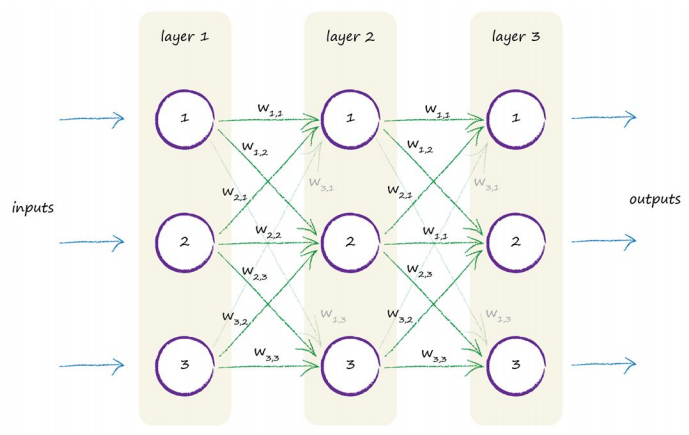 layer 1
layer 2
layer 3
1
w1,1
1
w1,1
1
w1,2
w1,2
w2,1
w3,1
w2,1
w3,1
inputs
outputs
2
w2,2
2
w1,1
2
w2,3
w2,3
w3,2
w1,3
w3,2
w1,3
3
w3,3
3
w3,3
3